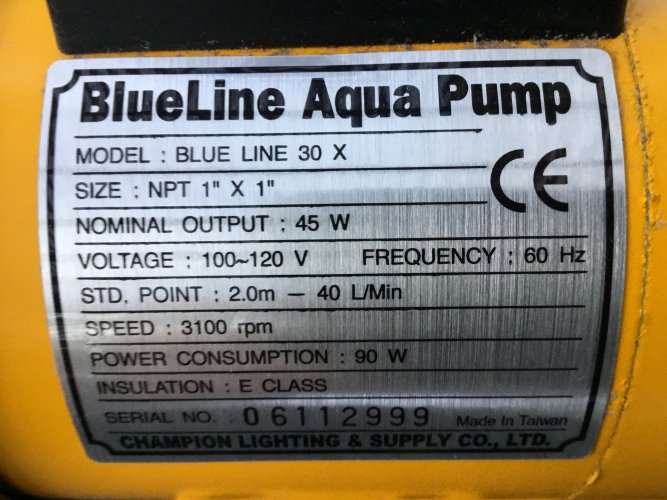 BlueLine Aqua Pump
MODEL : BLUE LINE 30 X
CE
SIZE : NPT 1" X 1"
NOMINAL OUTPUT : 45 W
VOLTAGE : 100~120 V FREQUENCY : 60 Hz
STD. POINT : 2.0m — 40 L/Min
SPEED : 3100 rpm
POWER CONSUMPTION : 90 W
INSULATION : E CLASS
SERIAL NO. : 06112999 Made In Taiwan
CHAMPION LIGHTING & SUPPLY CO., LTD.